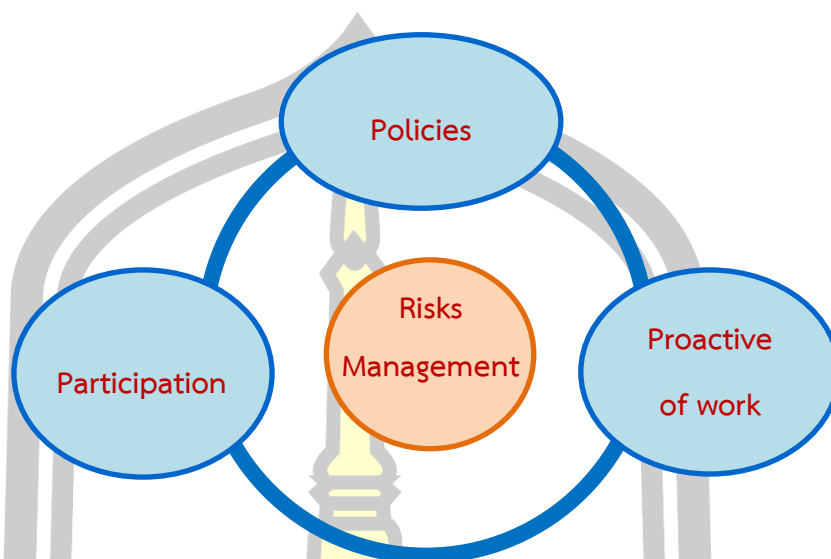 Policies
Risks
Management
Participation
Proactive
of work